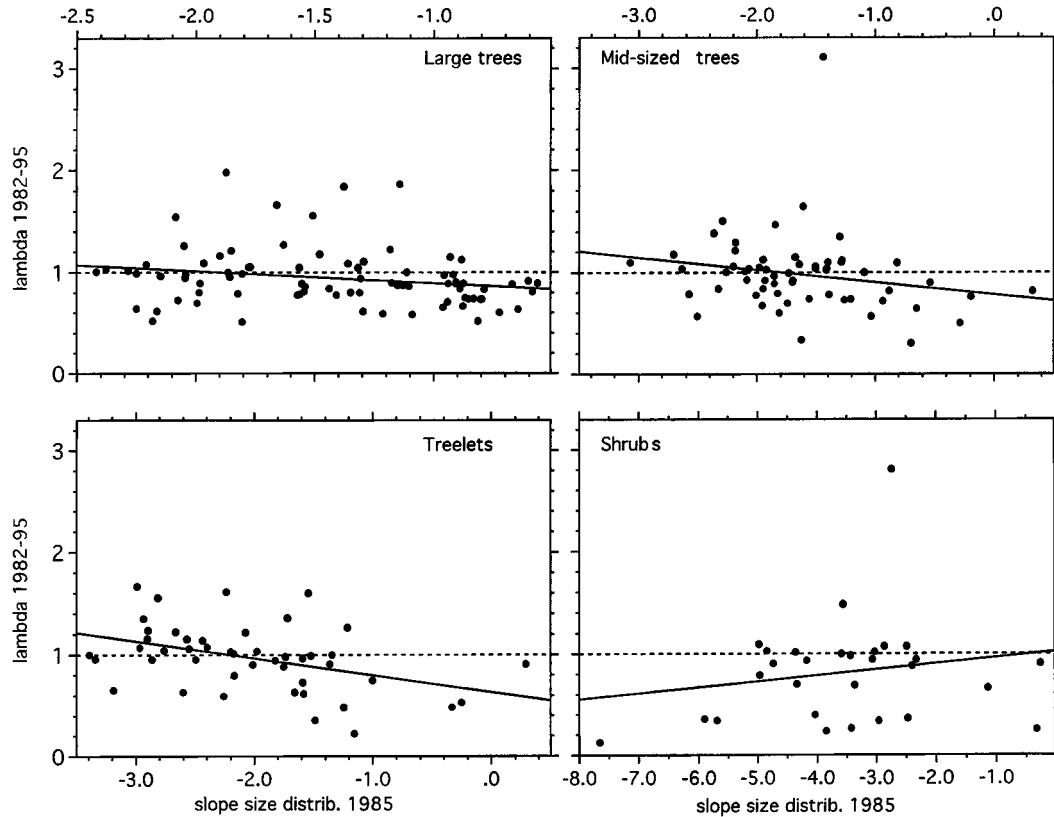 -2.5 -2.0 -1.5 -1.0
-3.0 -2.0 -1.0 .0
Large trees
Mid-sized trees
3
2
1
0
lambda 1982-95
Treelets
Shrubs
3
2
1
0
lambda 1982-95
-3.0 -2.0 -1.0 .0
-8.0 -7.0 -6.0 -5.0 -4.0 -3.0 -2.0 -1.0
slope size distrib. 1985
slope size distrib. 1985